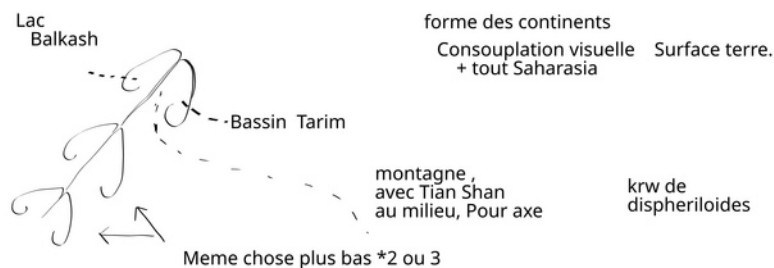 Lac
Balkash
forme des continents
Consouplation visuelle
+ tout Saharasia
Surface terre.
Bassin Tarim
montagne ,
avec Tian Shan
au milieu, Pour axe
krw de
dispheriloides
Meme chose plus bas *2 ou 3